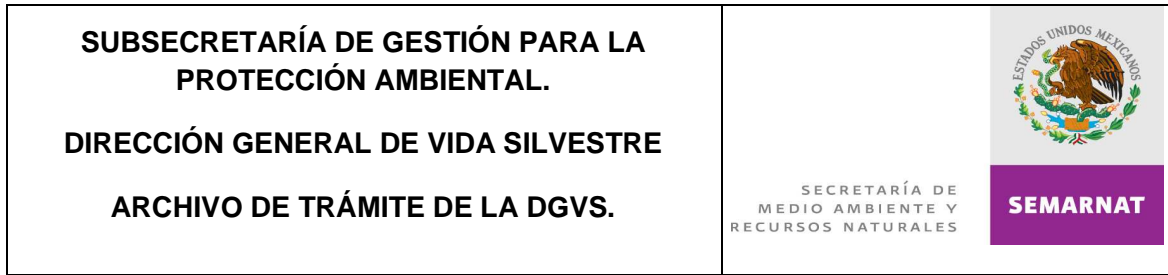 SUBSECRETARÍA DE GESTIÓN PARA LA
PROTECCIÓN AMBIENTAL.
DIRECCIÓN GENERAL DE VIDA SILVESTRE
ARCHIVO DE TRÁMITE DE LA DGVS.
ESTADOS UNIDOS MEXICANOS
SECRETARÍA DE
MEDIO AMBIENTE Y
RECURSOS NATURALES
SEMARNAT